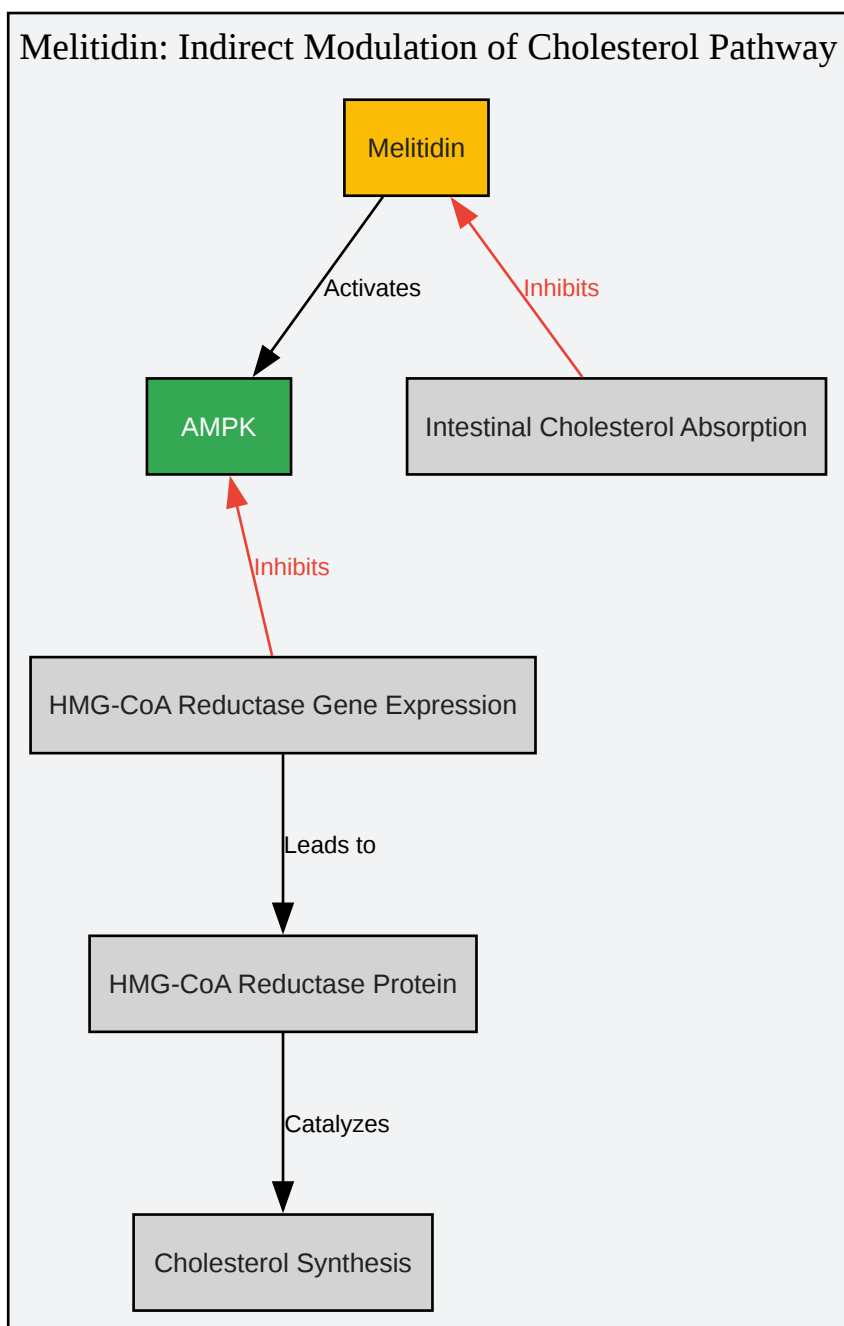 Melitidin: Indirect Modulation of Cholesterol Pathway
Melitidin
Activates
Inhibits
AMPK
Intestinal Cholesterol Absorption
Inhibits
HMG-CoA Reductase Gene Expression
Leads to
HMG-CoA Reductase Protein
Catalyzes
Cholesterol Synthesis